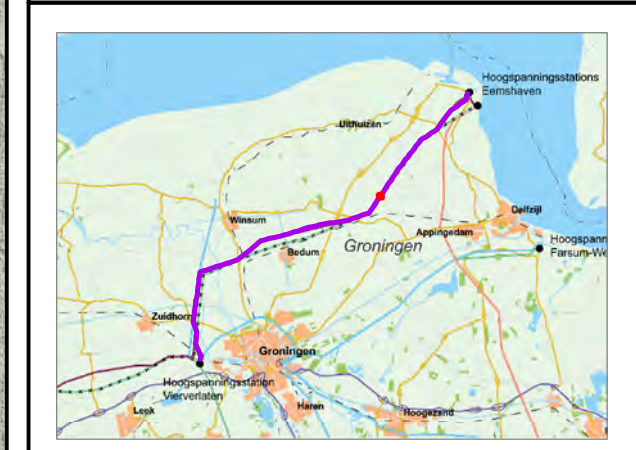 Hoogspanningsstations
Eemshaven
Uithuizen
Delfzijl
Winsum
Appingedam
Groningen
Hoogspann
Farsum-We
Bedum
Zuidhorn
Groningen
Hoogspanningsstation
Vierverlaten
Leek
Haren
Hoogezand